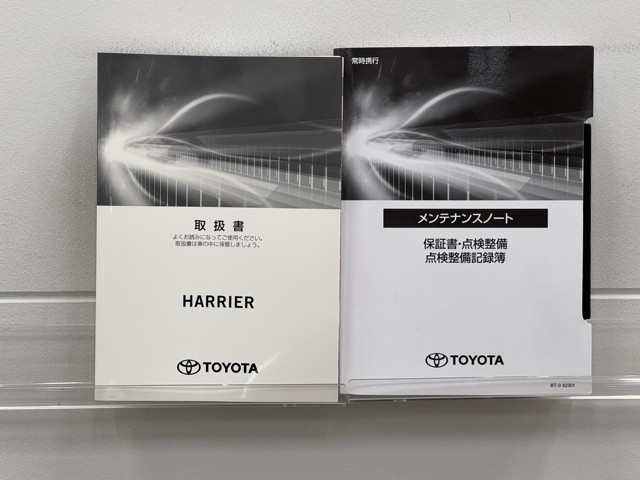 取扱書
よくお読みになってご使用ください。
取扱書は車の中に保管しましょう。
HARRIER
TOYOTA
常時携行
メンテナンスノート
保証書・点検整備
点検整備記録簿
TOYOTA